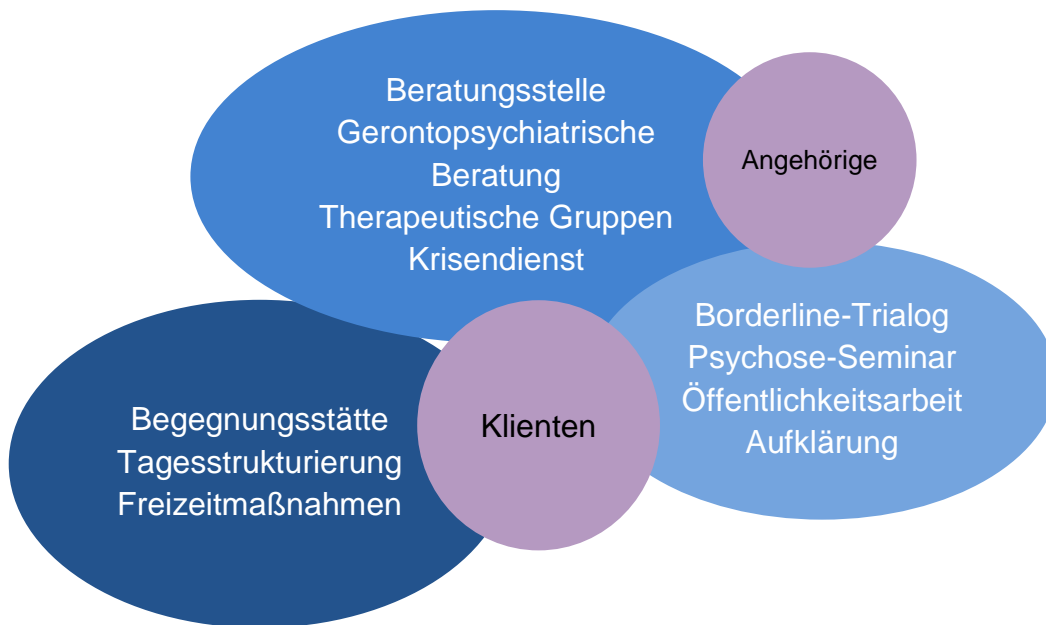 Beratungsstelle
Gerontopsychiatrische
Beratung
Therapeutische Gruppen
Krisendienst
Angehörige
Borderline-Trialog
Psychose-Seminar
Öffentlichkeitsarbeit
Aufklärung
Klienten
Begegnungsstätte
Tagesstrukturierung
Freizeitmaßnahmen